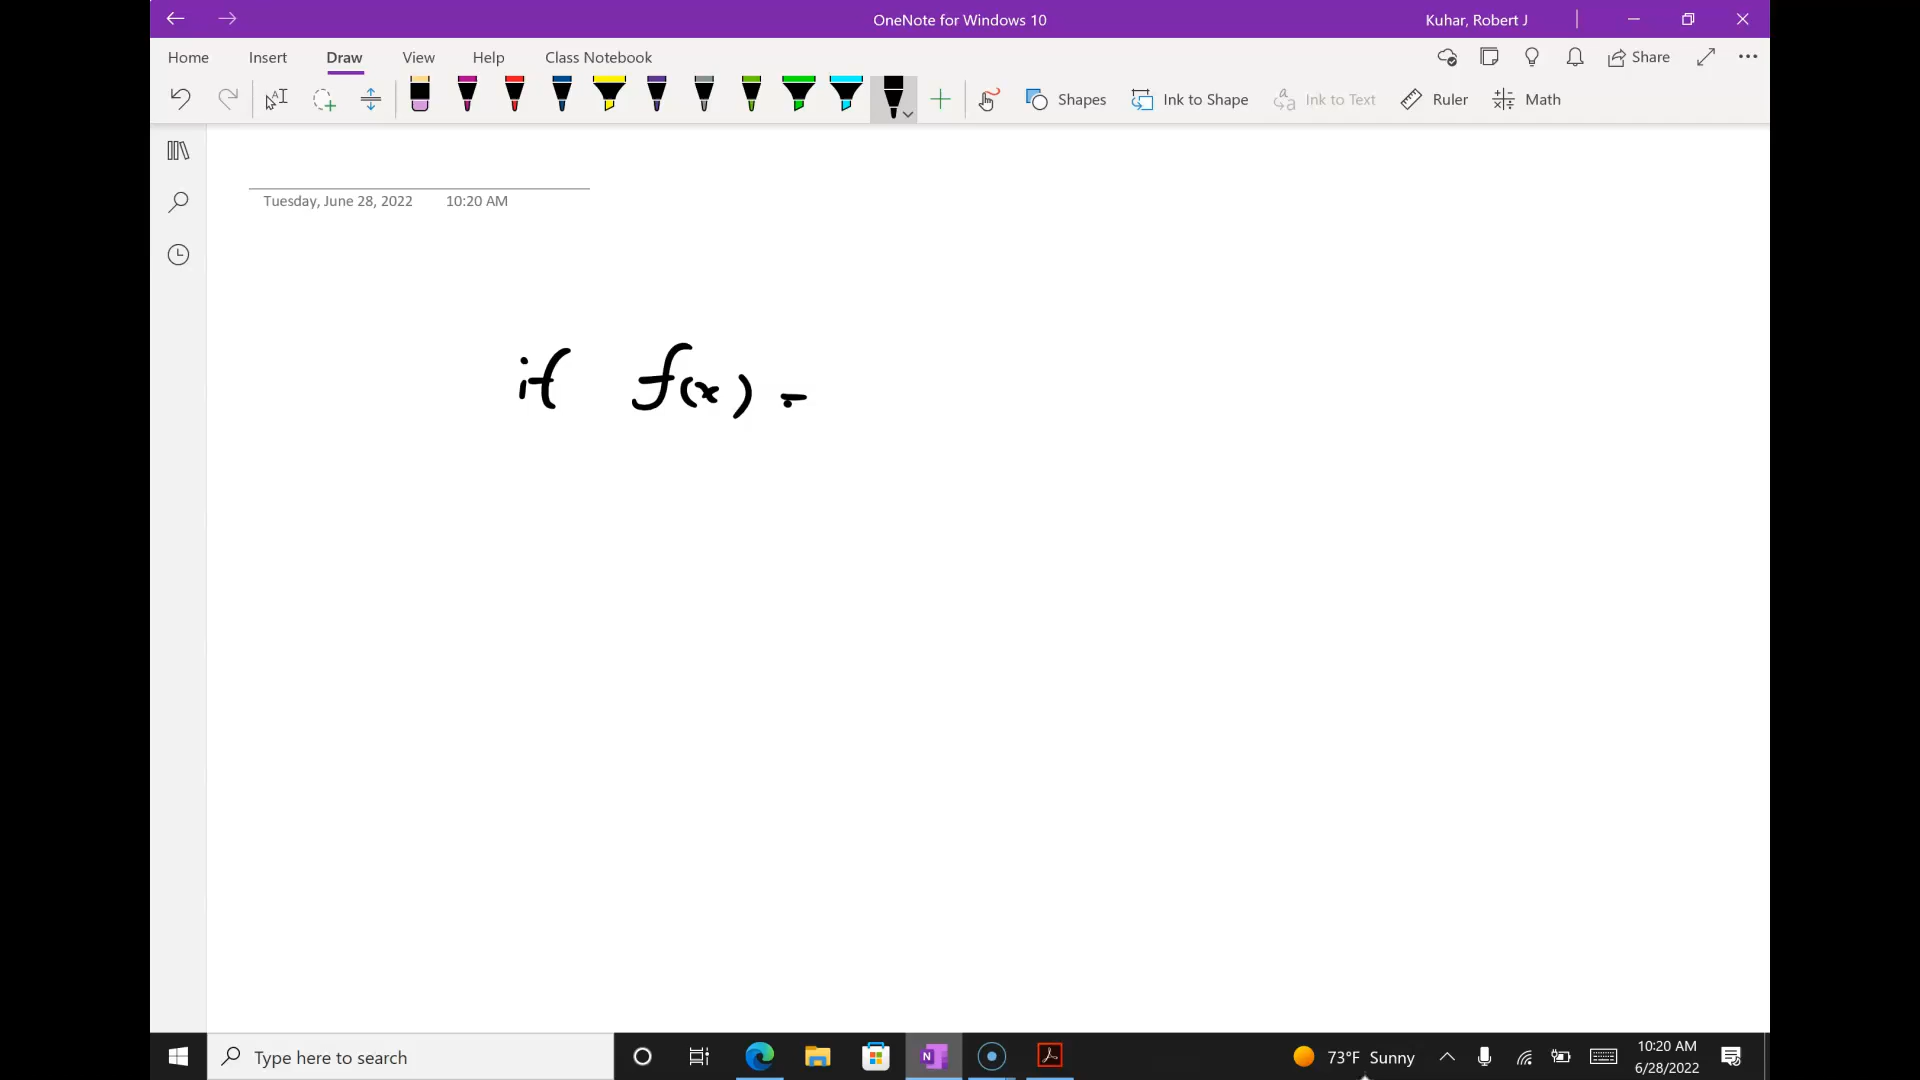 OneNote for Windows 10
Kuhar, Robert J
Home Insert Draw View Help Class Notebook
Share
Shapes Ink to Shape Ink to Text Ruler Math
Tuesday, June 28, 2022 10:20 AM
if f(x) =
Type here to search
73°F Sunny
10:20 AM
6/28/2022